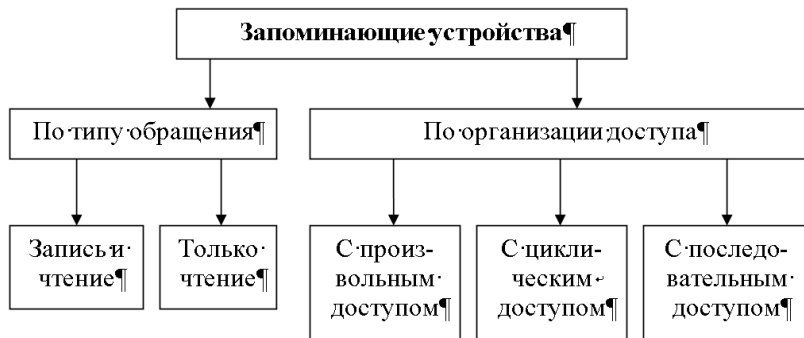 Запоминающие устройства¶
По·типу·обращения¶
По·организации·доступа¶
Запись·и·
чтение¶
Только·
чтение¶
С·произ-
вольным·
доступом¶
С·цикли-
ческим↵
доступом¶
С·последо-
вательным·
доступом¶